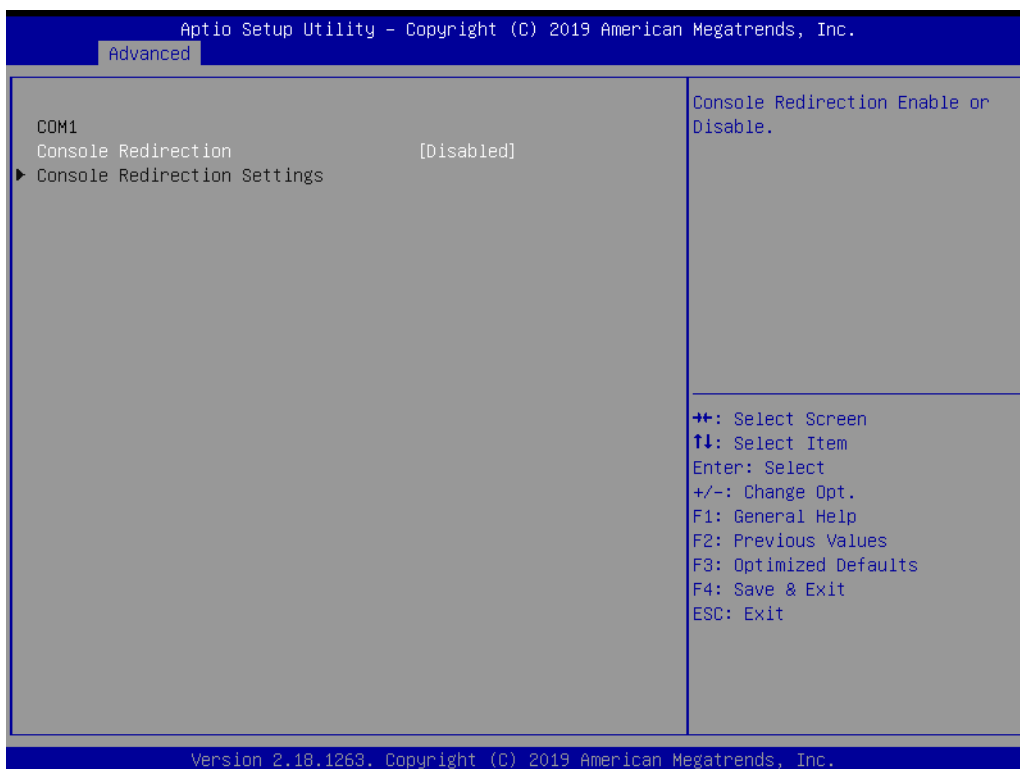 Aptio Setup Utility – Copyright (C) 2019 American Megatrends, Inc.
Advanced
COM1
Console Redirection [Disabled]
▶ Console Redirection Settings
Console Redirection Enable or
Disable.
→←: Select Screen
↑↓: Select Item
Enter: Select
+/-: Change Opt.
F1: General Help
F2: Previous Values
F3: Optimized Defaults
F4: Save & Exit
ESC: Exit
Version 2.18.1263. Copyright (C) 2019 American Megatrends, Inc.